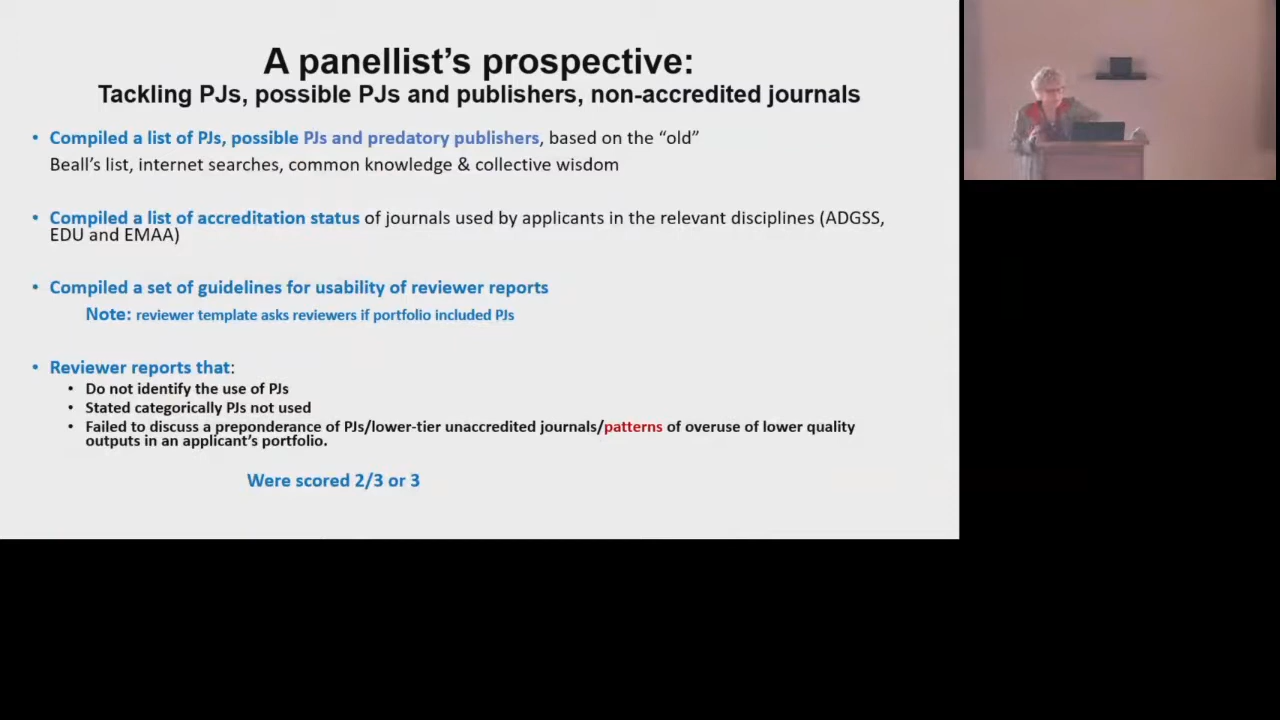 A panellist’s prospective:
Tackling PJs, possible PJs and publishers, non-accredited journals
• Compiled a list of PJs, possible PJs and predatory publishers, based on the “old”
Beall’s list, internet searches, common knowledge & collective wisdom
• Compiled a list of accreditation status of journals used by applicants in the relevant disciplines (ADGSS,
EDU and EMAA)
• Compiled a set of guidelines for usability of reviewer reports
Note: reviewer template asks reviewers if portfolio included PJs
• Reviewer reports that:
• Do not identify the use of PJs
• Stated categorically PJs not used
• Failed to discuss a preponderance of PJs/lower-tier unaccredited journals/patterns of overuse of lower quality
outputs in an applicant’s portfolio.
Were scored 2/3 or 3